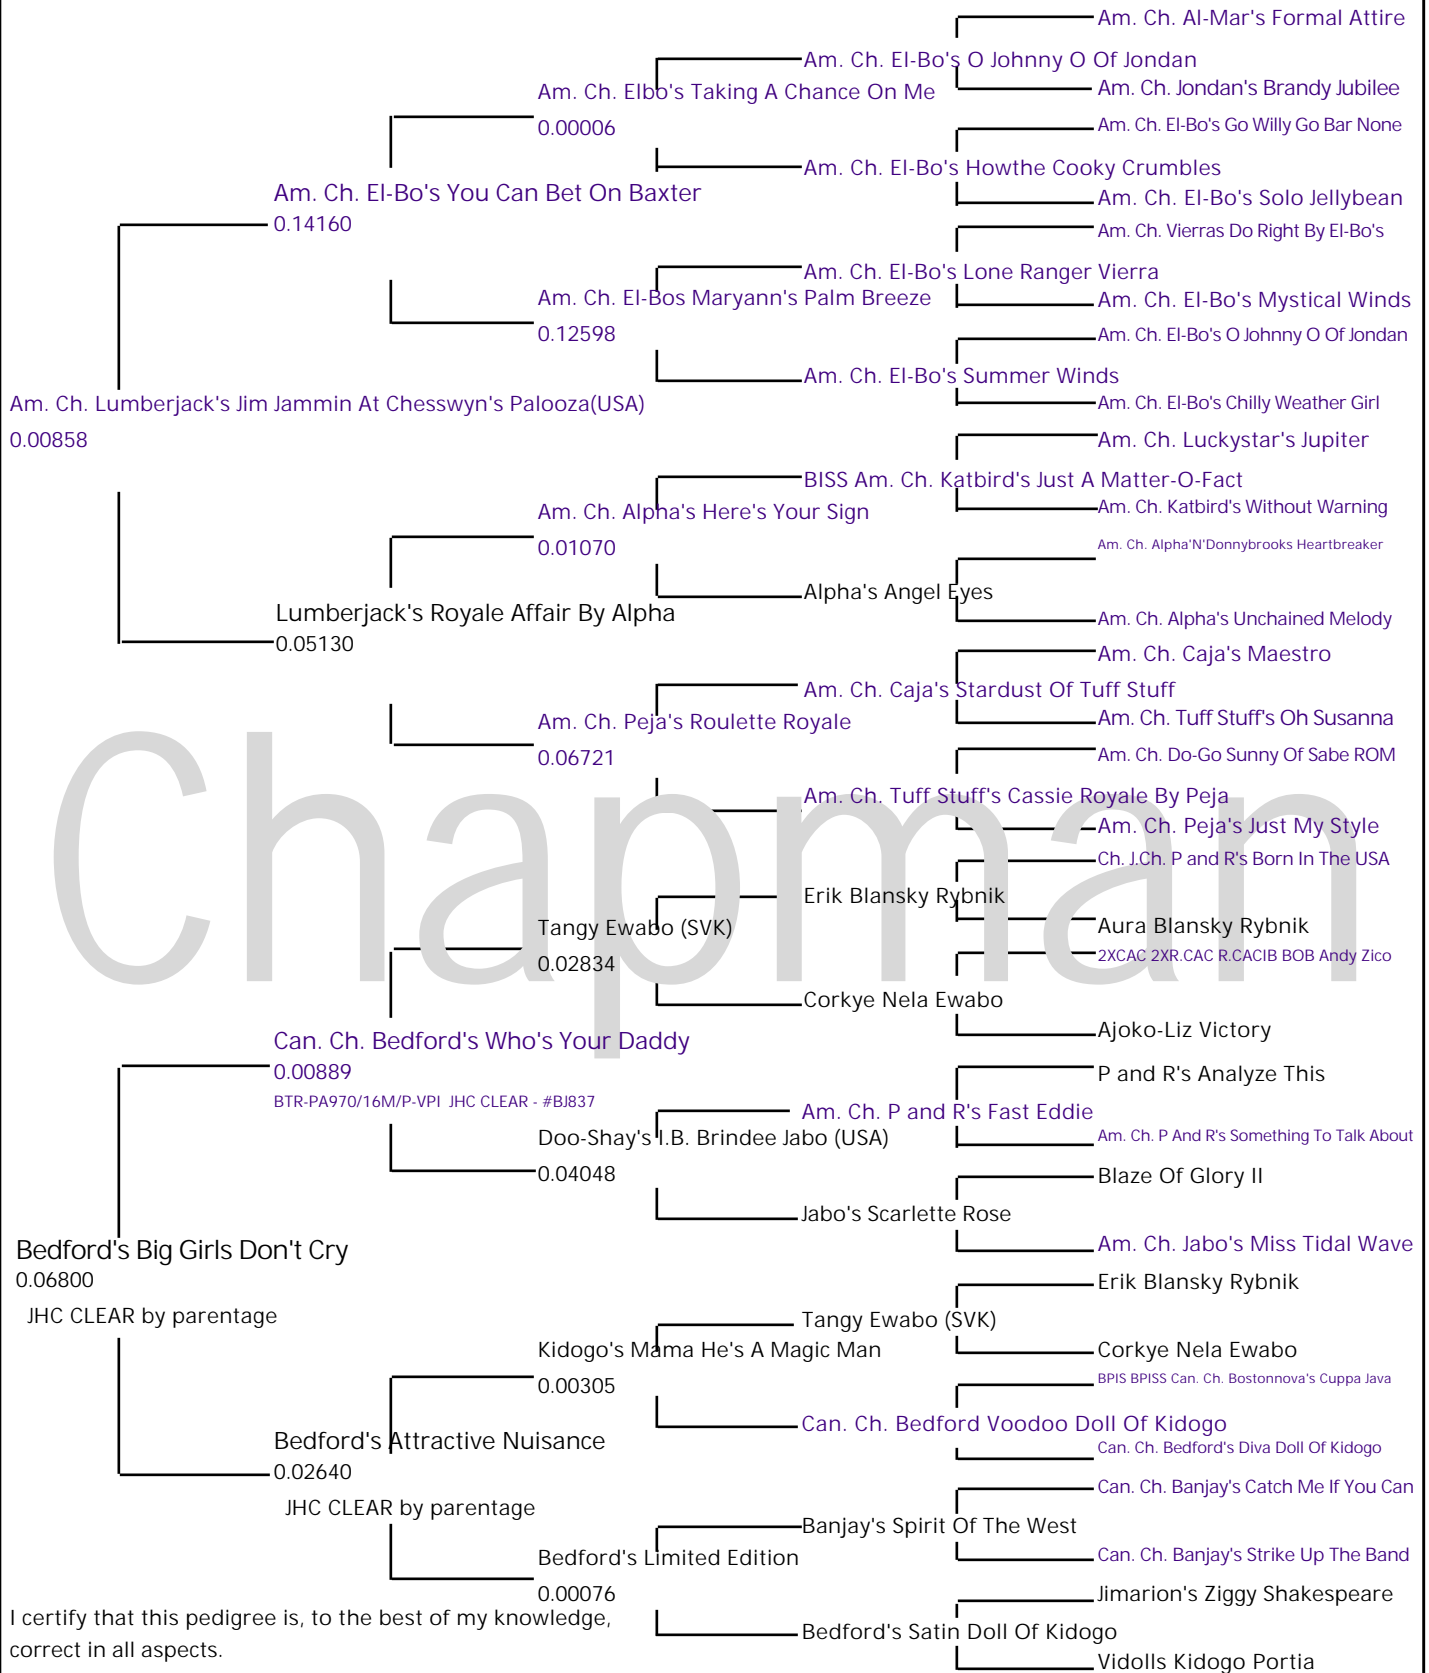 Am. Ch. Al-Mar's Formal Attire
Am. Ch. El-Bo's O Johnny O Of Jondan
Am. Ch. Elbo's Taking A Chance On Me
Am. Ch. Jondan's Brandy Jubilee
0.00006
Am. Ch. El-Bo's Go Willy Go Bar None
Am. Ch. El-Bo's Howthe Cooky Crumbles
Am. Ch. El-Bo's You Can Bet On Baxter
Am. Ch. El-Bo's Solo Jellybean
0.14160
Am. Ch. Vierras Do Right By El-Bo's
Am. Ch. El-Bo's Lone Ranger Vierra
Am. Ch. El-Bos Maryann's Palm Breeze
Am. Ch. El-Bo's Mystical Winds
0.12598
Am. Ch. El-Bo's O Johnny O Of Jondan
Am. Ch. El-Bo's Summer Winds
Am. Ch. Lumberjack's Jim Jammin At Chesswyn's Palooza(USA)
Am. Ch. El-Bo's Chilly Weather Girl
0.00858
Am. Ch. Luckystar's Jupiter
BISS Am. Ch. Katbird's Just A Matter-O-Fact
Am. Ch. Alpha's Here's Your Sign
Am. Ch. Katbird's Without Warning
0.01070
Am. Ch. Alpha'N'Donnybrooks Heartbreaker
Alpha's Angel Eyes
Lumberjack's Royale Affair By Alpha
Am. Ch. Alpha's Unchained Melody
0.05130
Am. Ch. Caja's Maestro
Am. Ch. Caja's Stardust Of Tuff Stuff
Am. Ch. Peja's Roulette Royale
Am. Ch. Tuff Stuff's Oh Susanna
0.06721
Am. Ch. Do-Go Sunny Of Sabe ROM
Am. Ch. Tuff Stuff's Cassie Royale By Peja
Am. Ch. Peja's Just My Style
Chapman
Ch. J.Ch. P and R's Born In The USA
Erik Blansky Rybnik
Tangy Ewabo (SVK)
Aura Blansky Rybnik
0.02834
2XCAC 2XR.CAC R.CACIB BOB Andy Zico
Corkye Nela Ewabo
Can. Ch. Bedford's Who's Your Daddy
Ajoko-Liz Victory
0.00889
P and R's Analyze This
BTR-PA970/16M/P-VPI JHC CLEAR - #BJ837
Am. Ch. P and R's Fast Eddie
Doo-Shay's I.B. Brindee Jabo (USA)
Am. Ch. P And R's Something To Talk About
0.04048
Blaze Of Glory II
Jabo's Scarlette Rose
Bedford's Big Girls Don't Cry
Am. Ch. Jabo's Miss Tidal Wave
0.06800
Erik Blansky Rybnik
JHC CLEAR by parentage
Tangy Ewabo (SVK)
Kidogo's Mama He's A Magic Man
Corkye Nela Ewabo
0.00305
BPIS BPISS Can. Ch. Bostonnova's Cuppa Java
Can. Ch. Bedford Voodoo Doll Of Kidogo
Bedford's Attractive Nuisance
Can. Ch. Bedford's Diva Doll Of Kidogo
0.02640
Can. Ch. Banjay's Catch Me If You Can
JHC CLEAR by parentage
Banjay's Spirit Of The West
Bedford's Limited Edition
Can. Ch. Banjay's Strike Up The Band
0.00076
Jimarion's Ziggy Shakespeare
I certify that this pedigree is, to the best of my knowledge,
Bedford's Satin Doll Of Kidogo
correct in all aspects.
Vidolls Kidogo Portia